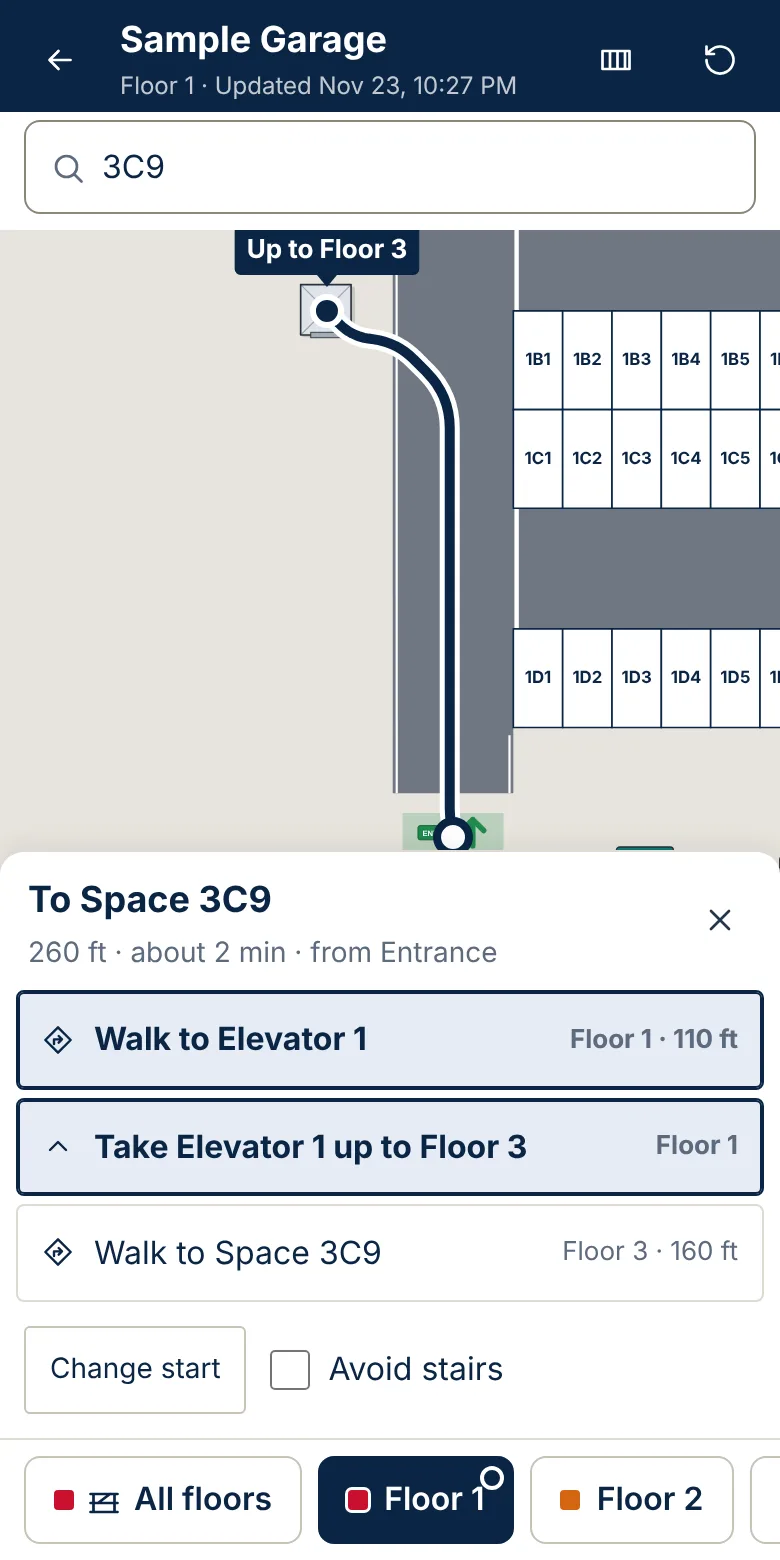 Sample Garage
Floor 1 · Updated Nov 23, 10:27 PM
3C9
Up to Floor 3
1B1 1B2 1B3 1B4 1B5
1C1 1C2 1C3 1C4 1C5
1D1 1D2 1D3 1D4 1D5
To Space 3C9
260 ft · about 2 min · from Entrance
Walk to Elevator 1 Floor 1 · 110 ft
Take Elevator 1 up to Floor 3 Floor 1
Walk to Space 3C9 Floor 3 · 160 ft
Change start Avoid stairs
All floors Floor 1 Floor 2